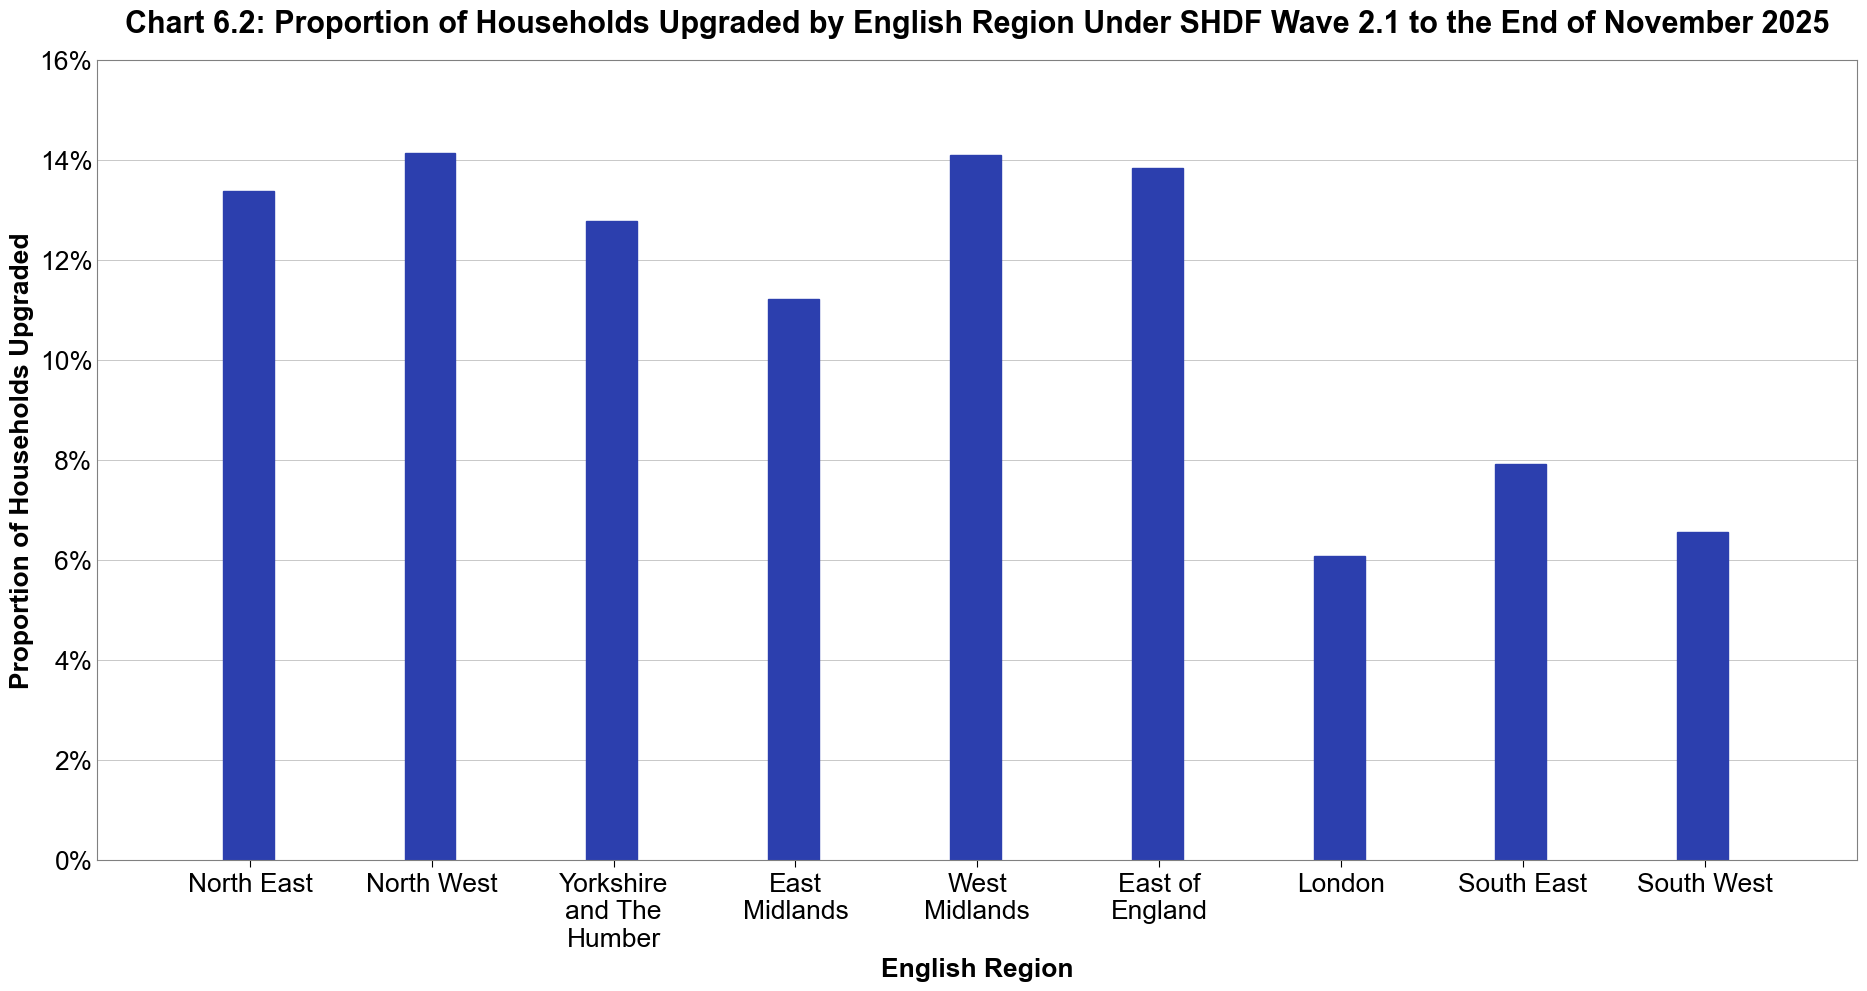 Chart 6.2: Proportion of Households Upgraded by English Region Under SHDF Wave 2.1 to the End of November 2025
Proportion of Households Upgraded
16%
14%
12%
10%
8%
6%
4%
2%
0%
North East
North West
Yorkshire
and The
Humber
East
Midlands
West
Midlands
East of
England
London
South East
South West
English Region